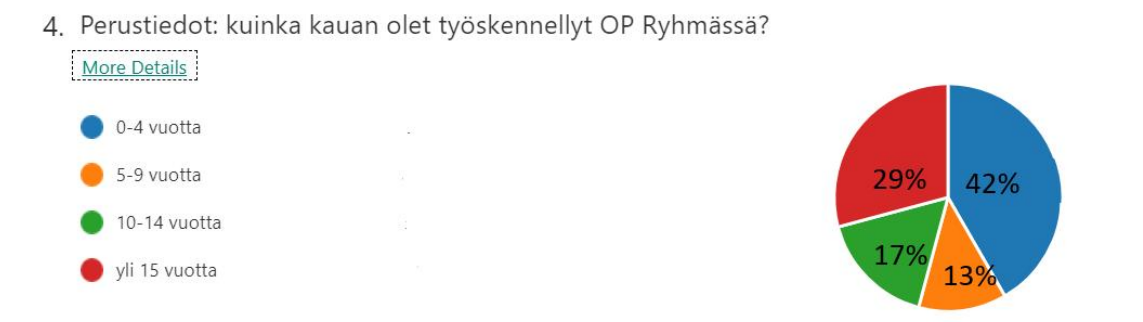 4. Perustiedot: kuinka kauan olet työskennellyt OP Ryhmässä?
More Details
0-4 vuotta
5-9 vuotta
10-14 vuotta
yli 15 vuotta
29%
42%
17%
13%